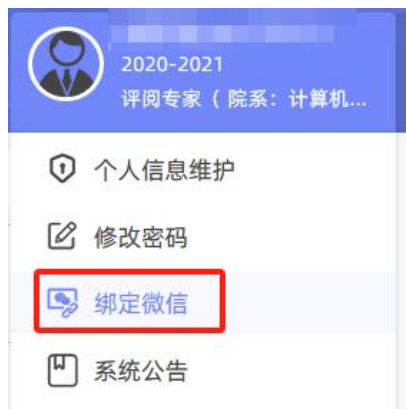 2020-2021
评阅专家（院系：计算机...
个人信息维护
修改密码
绑定微信
系统公告